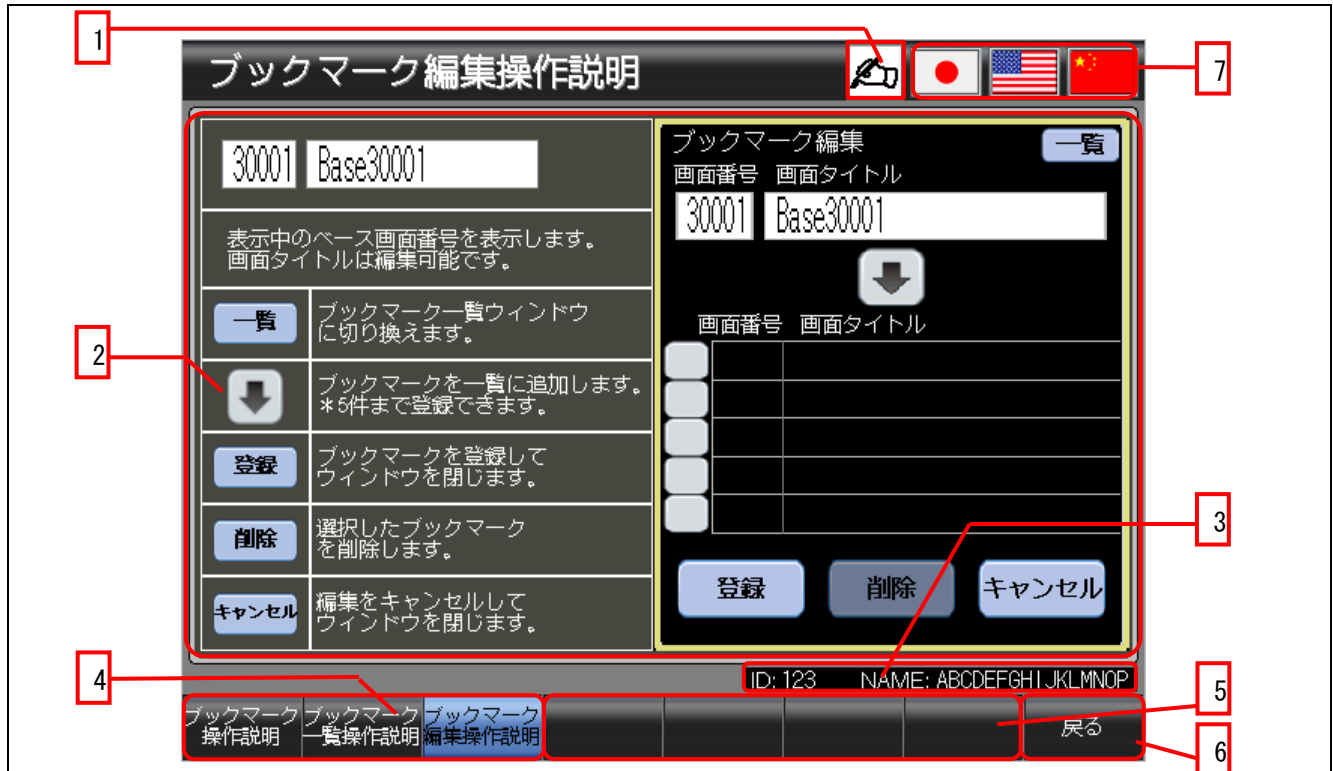 1
ブックマーク編集操作説明
7
30001 Base30001
表示中のベース画面番号を表示します。
画面タイトルは編集可能です。
一覧
ブックマーク一覧ウィンドウ
に切り換えます。
2
ブックマークを一覧に追加します。
*5件まで登録できます。
登録
ブックマークを登録して
ウィンドウを閉じます。
削除
選択したブックマーク
を削除します。
キャンセル
編集をキャンセルして
ウィンドウを閉じます。
ブックマーク編集
一覧
画面番号 画面タイトル
30001 Base30001
画面番号 画面タイトル
3
登録 削除 キャンセル
ID: 123 NAME: ABCDEFGHIJKLMNOP
4
5
ブックマーク
操作説明
ブックマーク
一覧操作説明
ブックマーク
編集操作説明
戻る
6